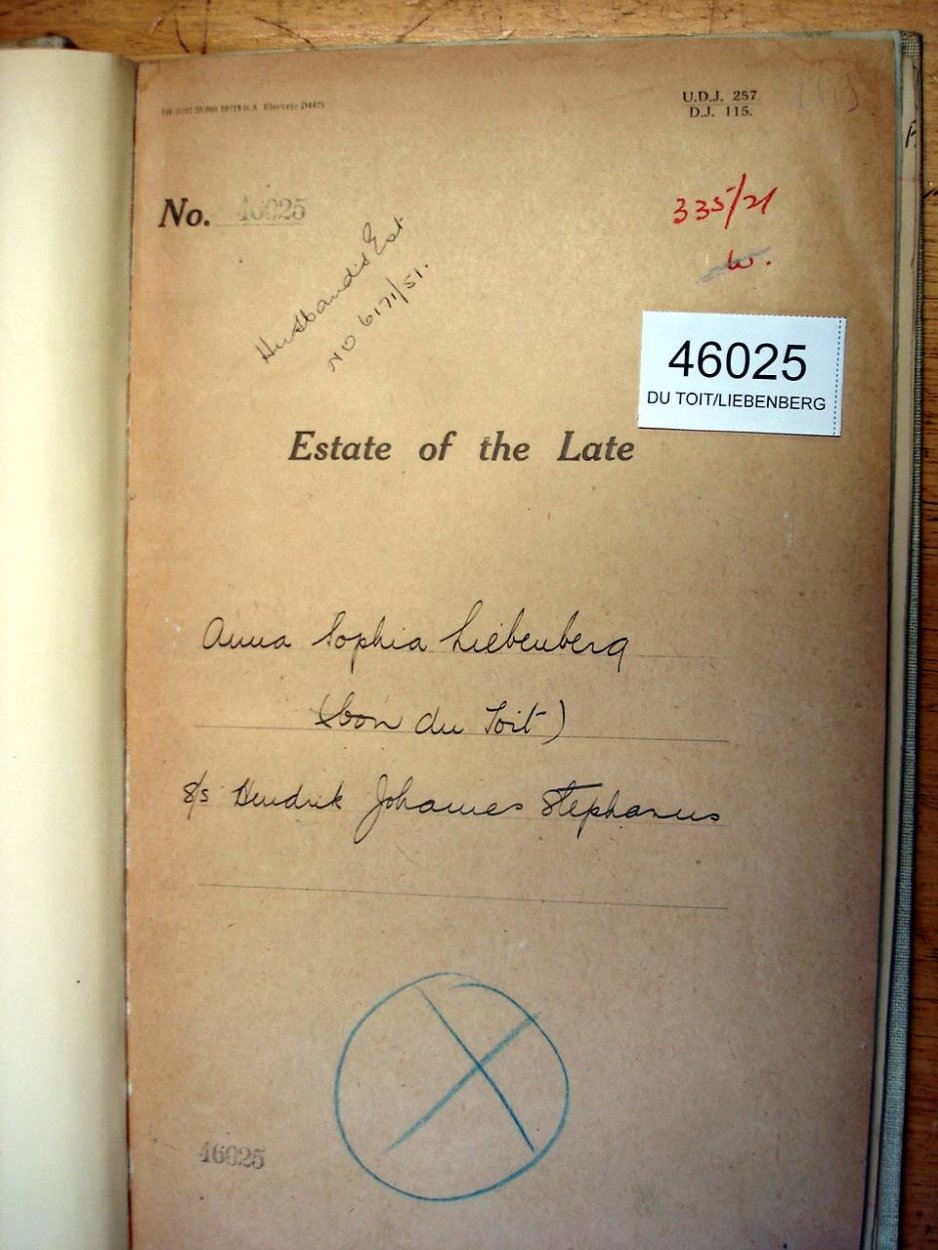 U.D.J. 257
D.J. 115.
No. 46025
335/21
w.
Husband's Est
No 6171/51.
46025
DU TOIT/LIEBENBERG
Estate of the Late
Anna Sophia Liebenberg
(born du Toit)
s/s Hendrik Johannes Stephanus
46025